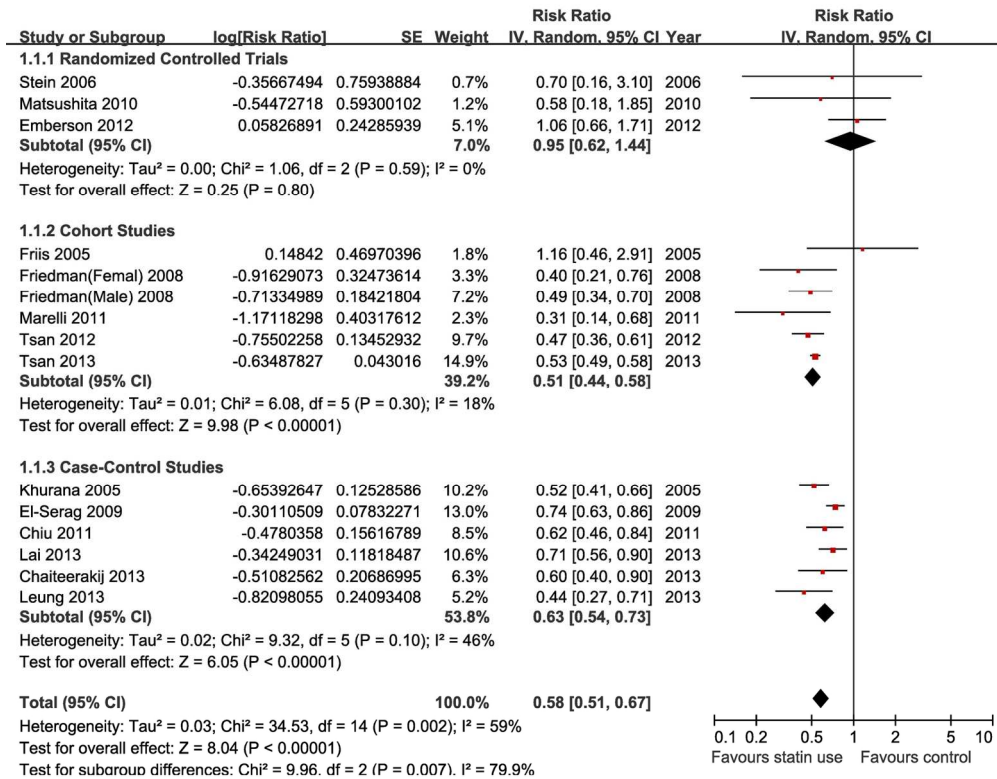 Risk Ratio Risk Ratio
Study or Subgroup log[Risk Ratio] SE Weight IV, Random, 95% CI Year IV, Random, 95% CI
1.1.1 Randomized Controlled Trials
Stein 2006 -0.35667494 0.75938884 0.7% 0.70 [0.16, 3.10] 2006
Matsushita 2010 -0.54472718 0.59300102 1.2% 0.58 [0.18, 1.85] 2010
Emberson 2012 0.05826891 0.24285939 5.1% 1.06 [0.66, 1.71] 2012
Subtotal (95% CI) 7.0% 0.95 [0.62, 1.44]
Heterogeneity: Tau² = 0.00; Chi² = 1.06, df = 2 (P = 0.59); I² = 0%
Test for overall effect: Z = 0.25 (P = 0.80)
1.1.2 Cohort Studies
Friis 2005 0.14842 0.46970396 1.8% 1.16 [0.46, 2.91] 2005
Friedman(Femal) 2008 -0.91629073 0.32473614 3.3% 0.40 [0.21, 0.76] 2008
Friedman(Male) 2008 -0.71334989 0.18421804 7.2% 0.49 [0.34, 0.70] 2008
Marelli 2011 -1.17118298 0.40317612 2.3% 0.31 [0.14, 0.68] 2011
Tsan 2012 -0.75502258 0.13452932 9.7% 0.47 [0.36, 0.61] 2012
Tsan 2013 -0.63487827 0.043016 14.9% 0.53 [0.49, 0.58] 2013
Subtotal (95% CI) 39.2% 0.51 [0.44, 0.58]
Heterogeneity: Tau² = 0.01; Chi² = 6.08, df = 5 (P = 0.30); I² = 18%
Test for overall effect: Z = 9.98 (P < 0.00001)
1.1.3 Case-Control Studies
Khurana 2005 -0.65392647 0.12528586 10.2% 0.52 [0.41, 0.66] 2005
El-Serag 2009 -0.30110509 0.07832271 13.0% 0.74 [0.63, 0.86] 2009
Chiu 2011 -0.4780358 0.15616789 8.5% 0.62 [0.46, 0.84] 2011
Lai 2013 -0.34249031 0.11818487 10.6% 0.71 [0.56, 0.90] 2013
Chaiteerakij 2013 -0.51082562 0.20686995 6.3% 0.60 [0.40, 0.90] 2013
Leung 2013 -0.82098055 0.24093408 5.2% 0.44 [0.27, 0.71] 2013
Subtotal (95% CI) 53.8% 0.63 [0.54, 0.73]
Heterogeneity: Tau² = 0.02; Chi² = 9.32, df = 5 (P = 0.10); I² = 46%
Test for overall effect: Z = 6.05 (P < 0.00001)
Total (95% CI) 100.0% 0.58 [0.51, 0.67]
Heterogeneity: Tau² = 0.03; Chi² = 34.53, df = 14 (P = 0.002); I² = 59%
Test for overall effect: Z = 8.04 (P < 0.00001)
Test for subgroup differences: Chi² = 9.96, df = 2 (P = 0.007), I² = 79.9%
0.1 0.2 0.5 1 2 5 10
Favours statin use Favours control